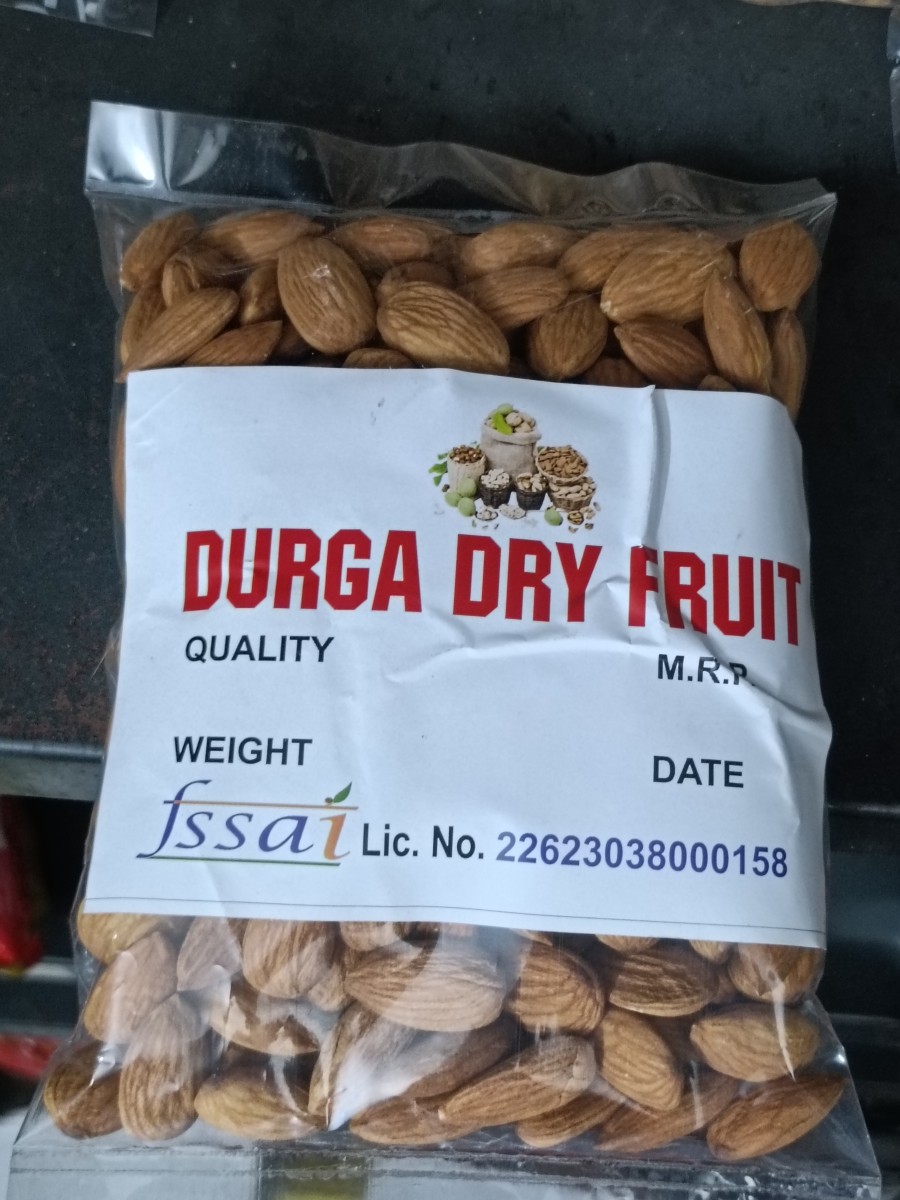 DURGA DRY FRUIT
QUALITY M.R.P.
WEIGHT DATE
fssai Lic. No. 22623038000158